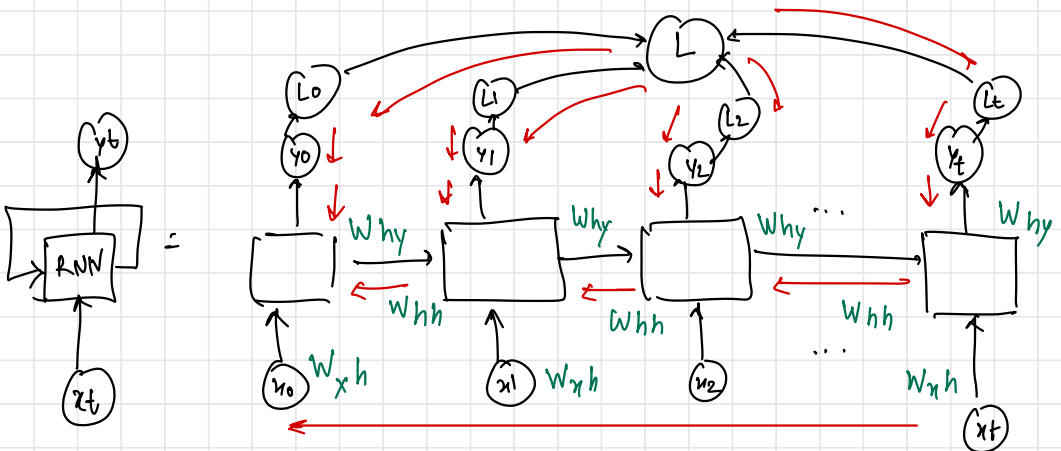 L
L0
L1
L2
Lt
yt
y0
y1
y2
yt
Why
Why
Why
...
Why
RNN
=
Whh
Whh
Whh
...
Wxh
Wxh
Wxh
xt
x0
x1
x2
xt